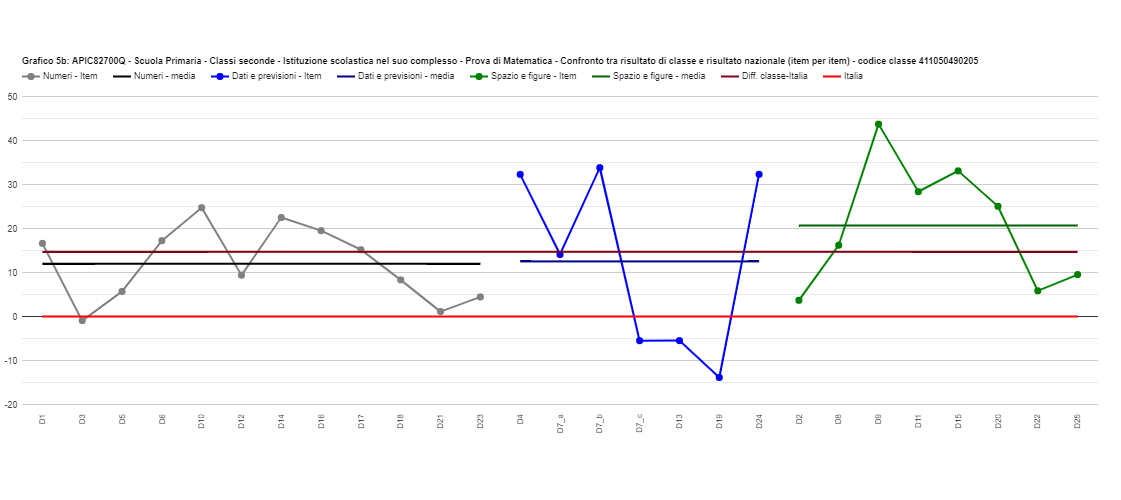 Grafico 5b: APIC82700Q - Scuola Primaria - Classi seconde - Istituzione scolastica nel suo complesso - Prova di Matematica - Confronto tra risultato di classe e risultato nazionale (item per item) - codice classe 411050490205
Numeri - Item Numeri - media Dati e previsioni - Item Dati e previsioni - media Spazio e figure - Item Spazio e figure - media Diff. classe-Italia Italia
50
40
30
20
10
0
-10
-20
D1 D3 D5 D6 D10 D12 D14 D16 D17 D18 D21 D23 D4 D7_a D7_b D7_c D13 D19 D24 D2 D8 D9 D11 D15 D20 D22 D25